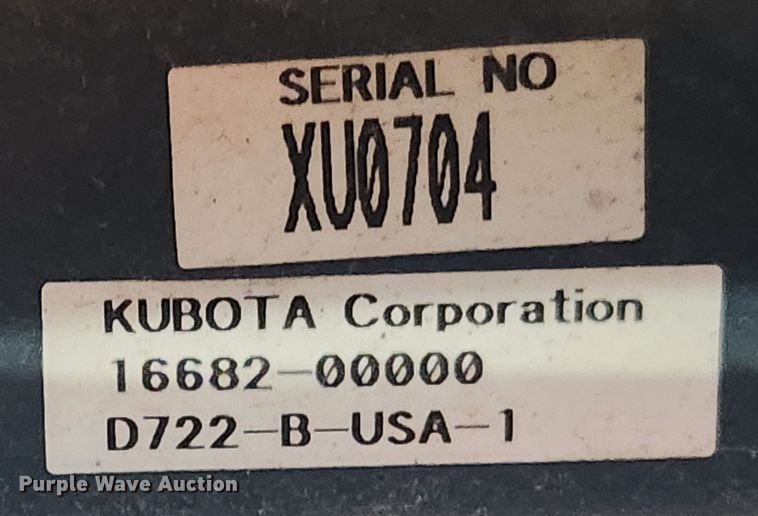 SERIAL NO
XU0704
KUBOTA Corporation
16682-00000
D722-B-USA-1
Purple Wave Auction